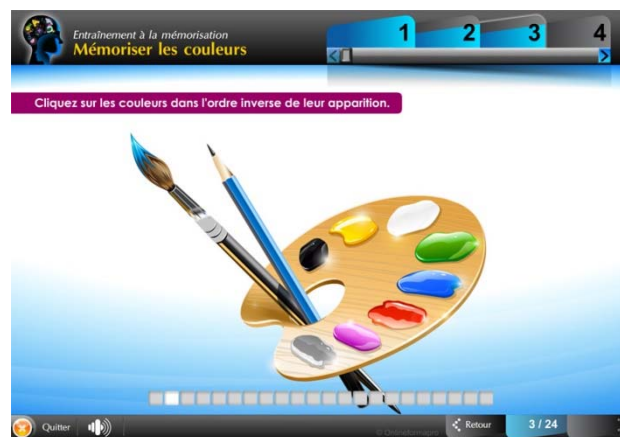 Entraînement à la mémorisation
Mémoriser les couleurs
1 2 3 4
Cliquez sur les couleurs dans l'ordre inverse de leur apparition.
Quitter
© Onlineformapro
Retour
3 / 24